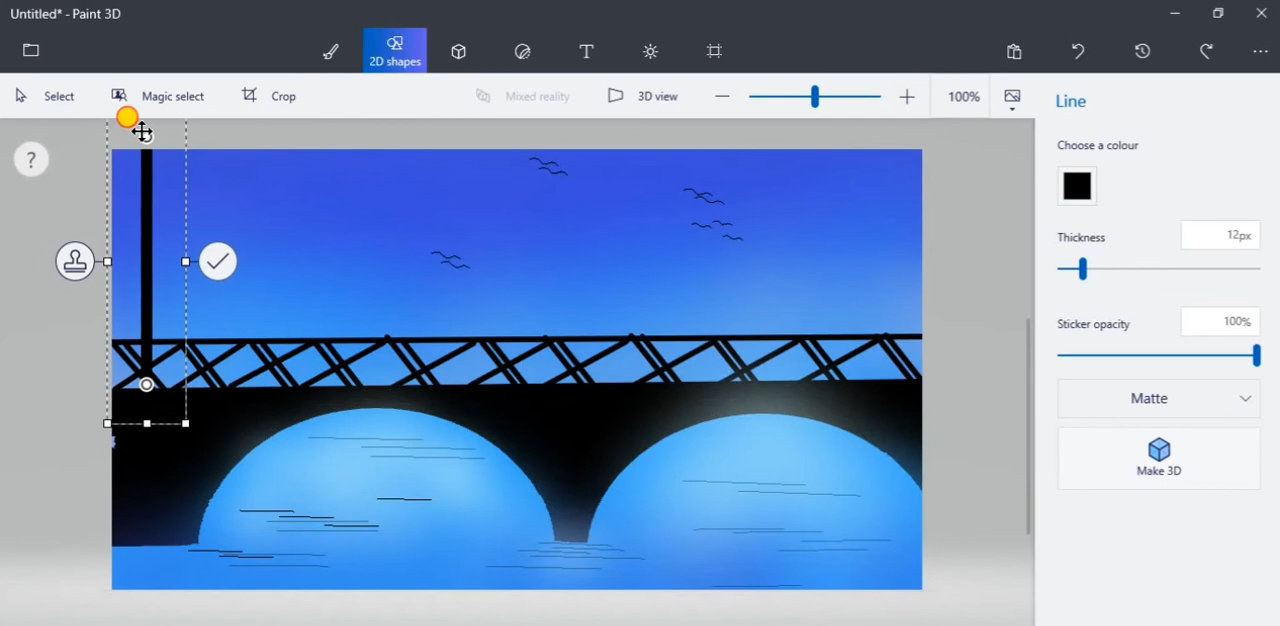 Untitled* - Paint 3D
2D shapes
Select
Magic select
Crop
Mixed reality
3D view
100%
Line
?
Choose a colour
Thickness
12px
Sticker opacity
100%
Matte
Make 3D